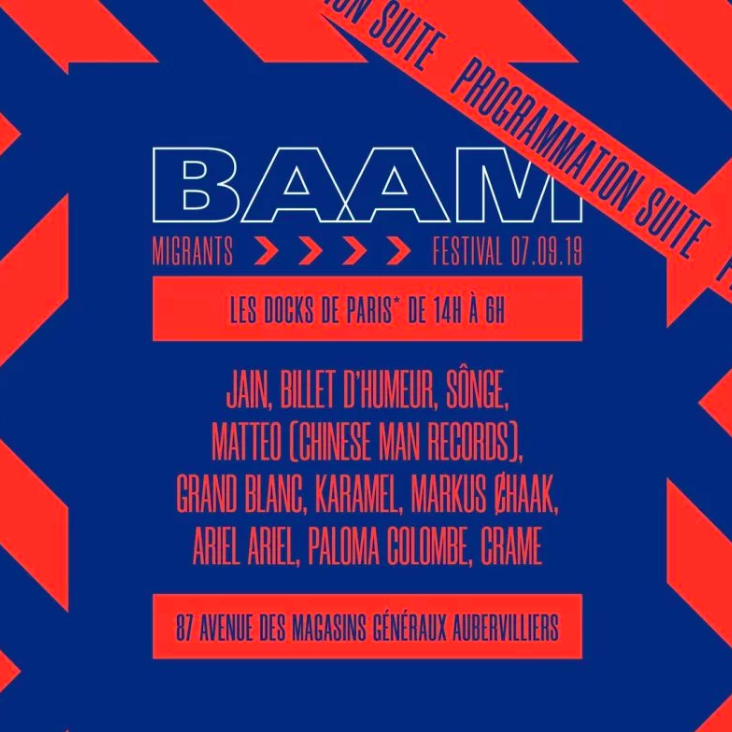 ION SUITE PROGRAMMATION SUITE
BAAM
MIGRANTS > > > > FESTIVAL 07.09.19
LES DOCKS DE PARIS* DE 14H À 6H
JAIN, BILLET D'HUMEUR, SÔNGE,
MATTEO (CHINESE MAN RECORDS),
GRAND BLANC, KARAMEL, MARKUS ȻHAAK,
ARIEL ARIEL, PALOMA COLOMBE, CRAME
87 AVENUE DES MAGASINS GÉNÉRAUX AUBERVILLIERS